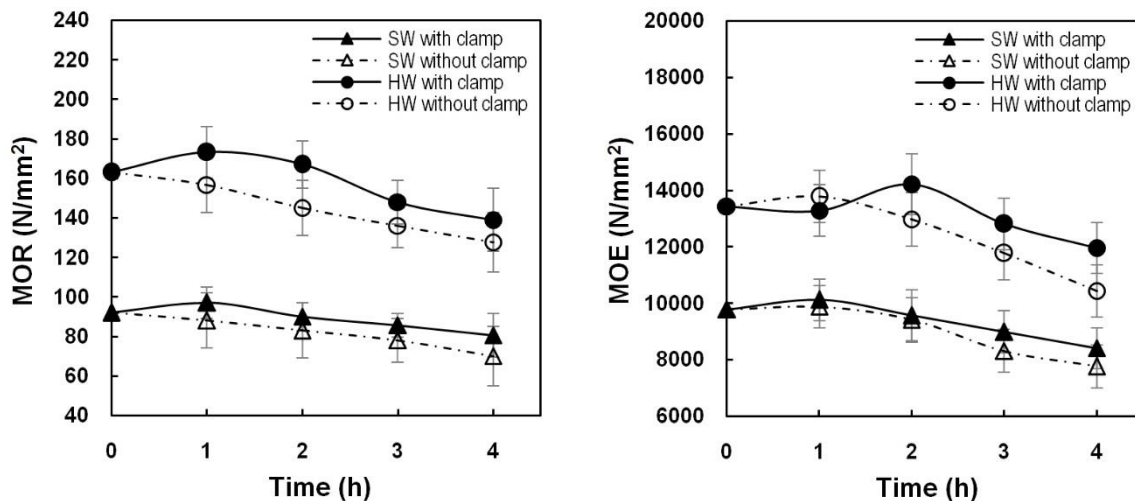 MOR (N/mm²)
240
220
200
180
160
140
120
100
80
60
40
SW with clamp
SW without clamp
HW with clamp
HW without clamp
0 1 2 3 4
Time (h)
MOE (N/mm²)
20000
18000
16000
14000
12000
10000
8000
6000
SW with clamp
SW without clamp
HW with clamp
HW without clamp
0 1 2 3 4
Time (h)